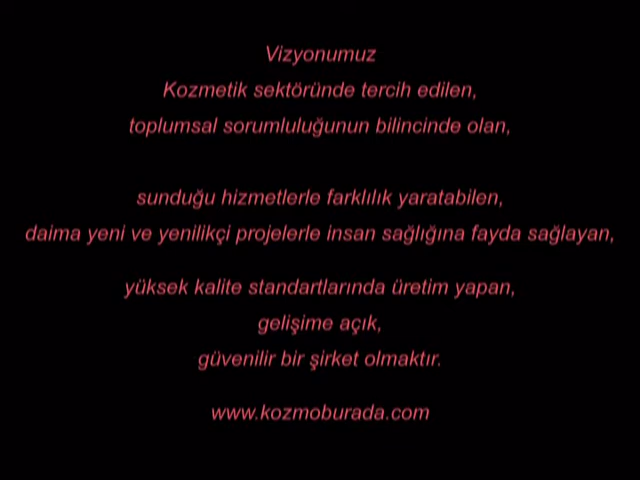 Vizyonumuz
Kozmetik sektöründe tercih edilen,
toplumsal sorumluluğunun bilincinde olan,
sunduğu hizmetlerle farklılık yaratabilen,
daima yeni ve yenilikçi projelerle insan sağlığına fayda sağlayan,
yüksek kalite standartlarında üretim yapan,
gelişime açık,
güvenilir bir şirket olmaktır.
www.kozmoburada.com